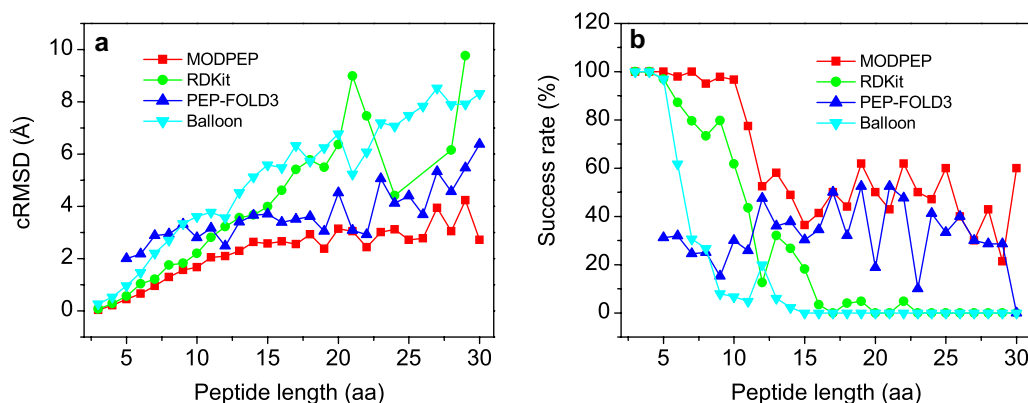 a
MODPEP
RDKit
PEP-FOLD3
Balloon
cRMSD (Å)
10
8
6
4
2
0
5 10 15 20 25 30
Peptide length (aa)
b
MODPEP
RDKit
PEP-FOLD3
Balloon
Success rate (%)
120
100
80
60
40
20
0
5 10 15 20 25 30
Peptide length (aa)